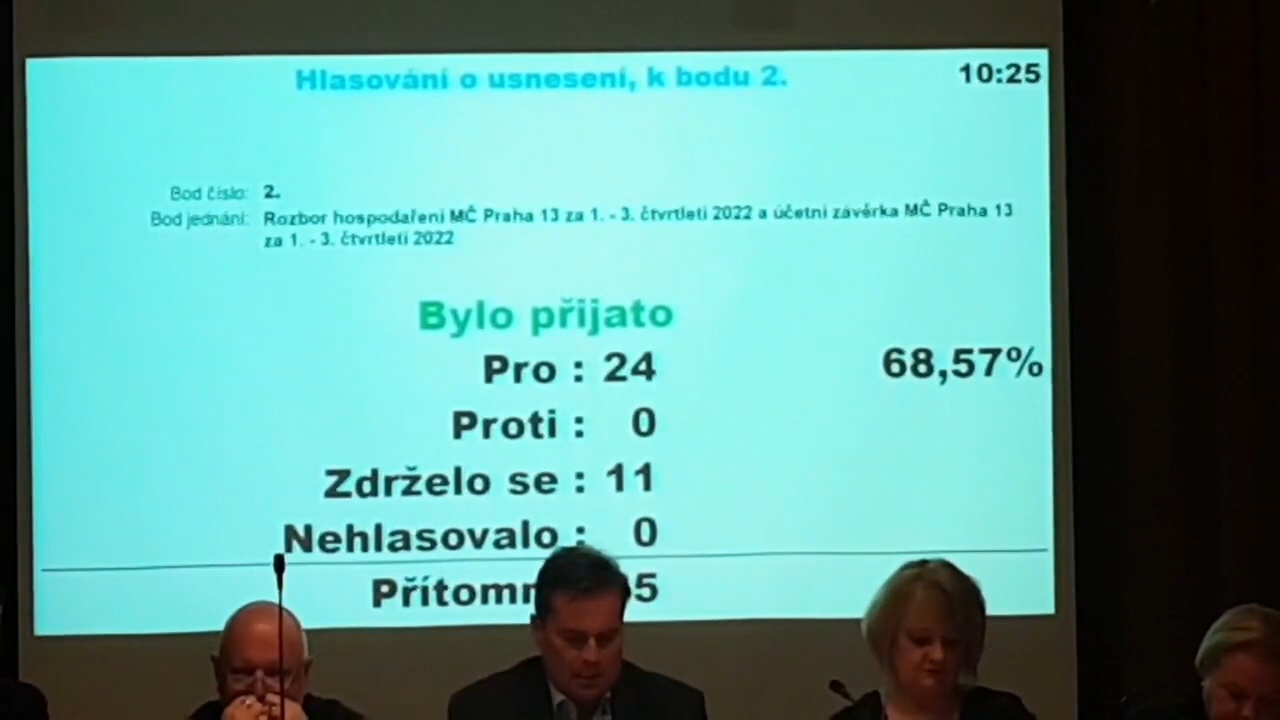 Hlasování o usnesení, k bodu 2.
10:25
Bod číslo: 2.
Bod jednání: Rozbor hospodaření MČ Praha 13 za 1. - 3. čtvrtletí 2022 a účetní závěrka MČ Praha 13
za 1. - 3. čtvrtletí 2022
Bylo přijato
Pro : 24
68,57%
Proti : 0
Zdrželo se : 11
Nehlasovalo : 0